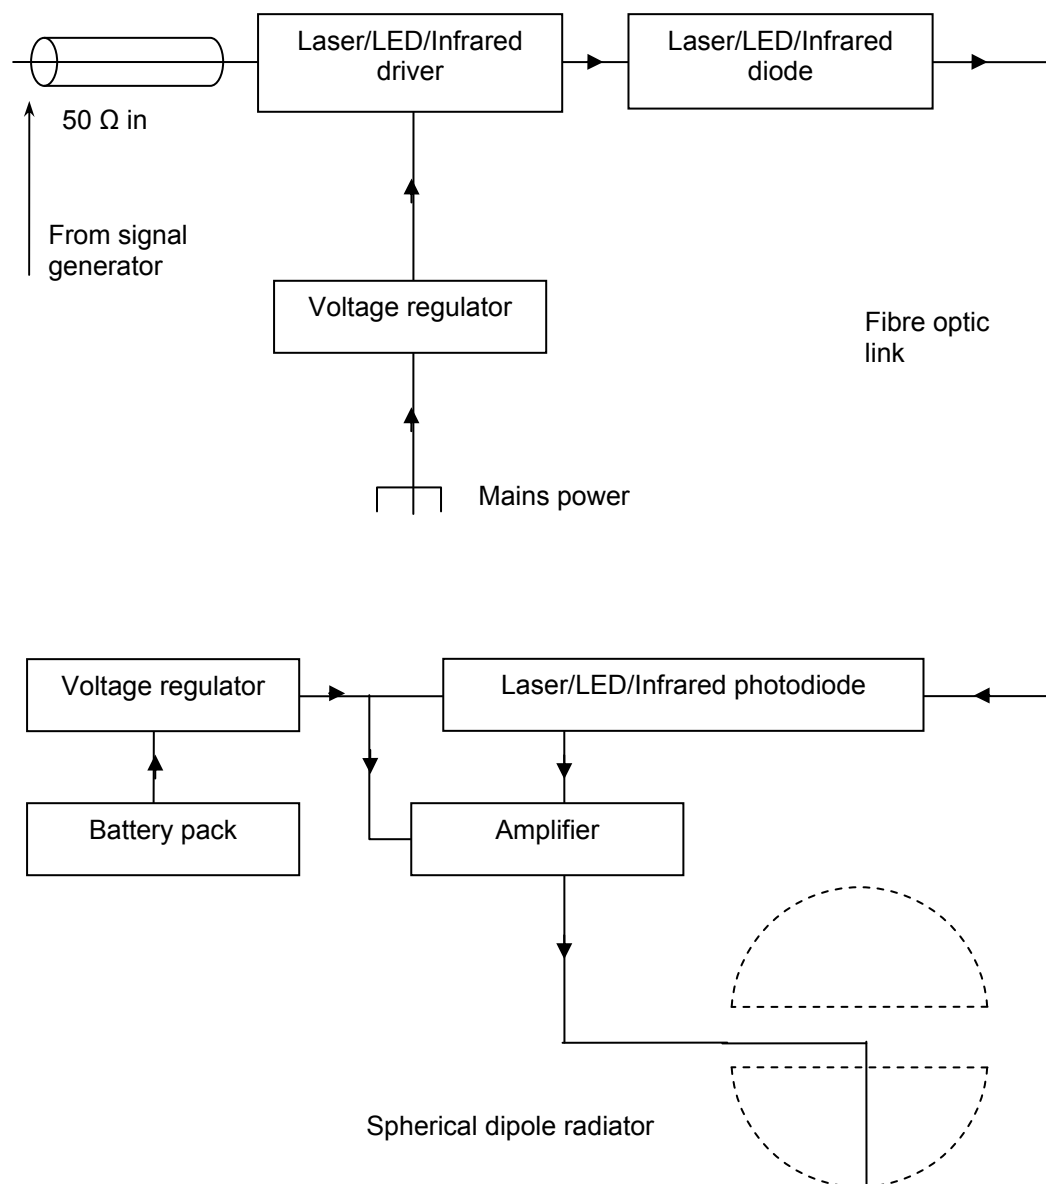 Laser/LED/Infrared
driver
Laser/LED/Infrared
diode
50 Ω in
From signal
generator
Voltage regulator
Fibre optic
link
Mains power
Voltage regulator
Laser/LED/Infrared photodiode
Battery pack
Amplifier
Spherical dipole radiator